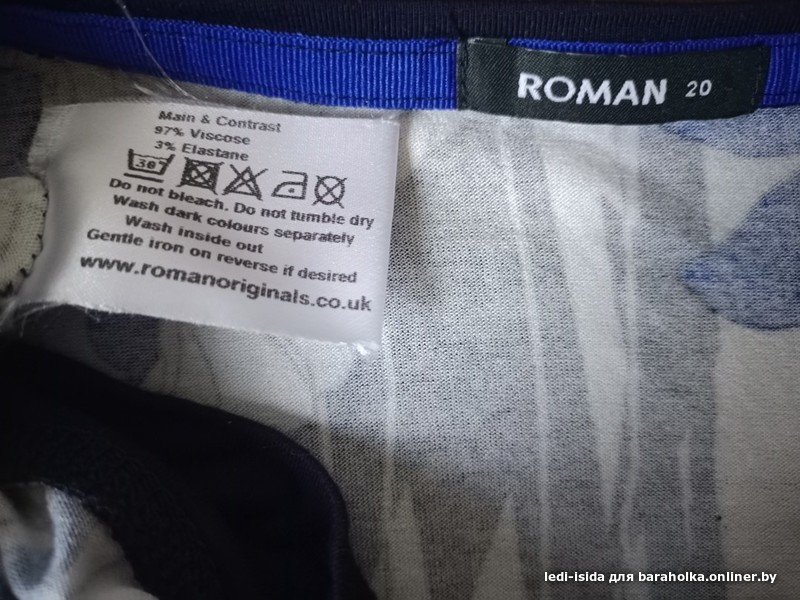 ROMAN 20
Main & Contrast
97% Viscose
3% Elastane
30°
Do not bleach. Do not tumble dry
Wash dark colours separately
Wash inside out
Gentle iron on reverse if desired
www.romanoriginals.co.uk
ledi-isida для baraholka.onliner.by